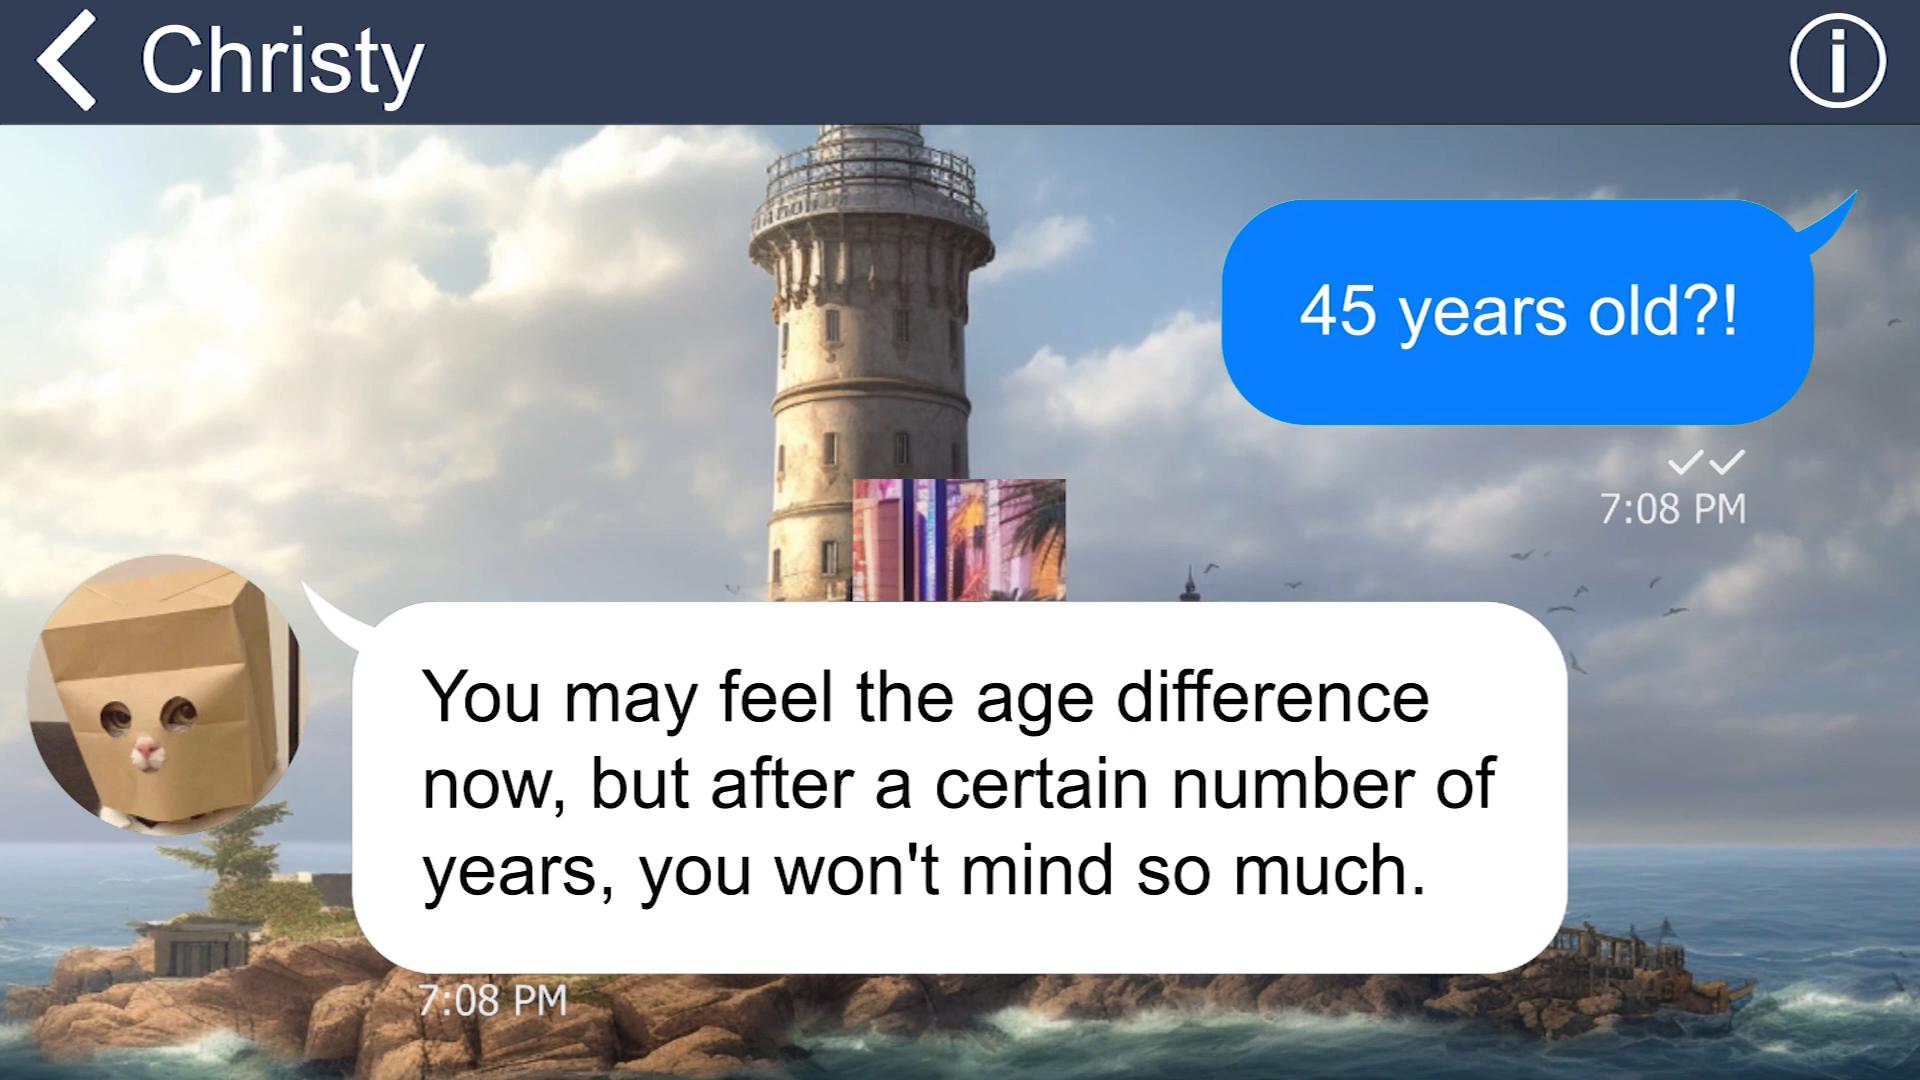 Christy
45 years old?!
7:08 PM
You may feel the age difference
now, but after a certain number of
years, you won't mind so much.
7:08 PM